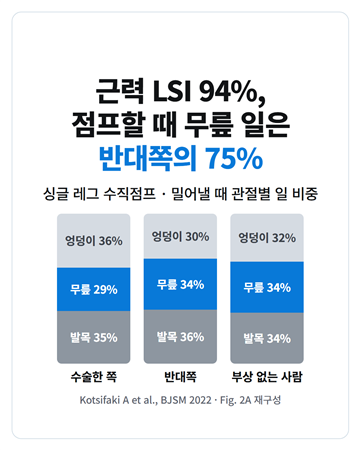 근력 LSI 94%,
점프할 때 무릎 일은
반대쪽의 75%
싱글 레그 수직점프 · 밀어낼 때 관절별 일 비중
엉덩이 36% 엉덩이 30% 엉덩이 32%
무릎 29% 무릎 34% 무릎 34%
발목 35% 발목 36% 발목 34%
수술한 쪽 반대쪽 부상 없는 사람
Kotsifaki A et al., BJSM 2022 · Fig. 2A 재구성